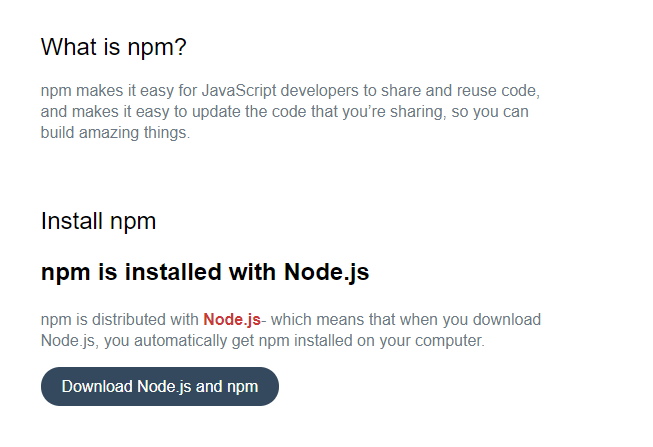 What is npm?
npm makes it easy for JavaScript developers to share and reuse code,
and makes it easy to update the code that you’re sharing, so you can
build amazing things.
Install npm
npm is installed with Node.js
npm is distributed with Node.js- which means that when you download
Node.js, you automatically get npm installed on your computer.
Download Node.js and npm